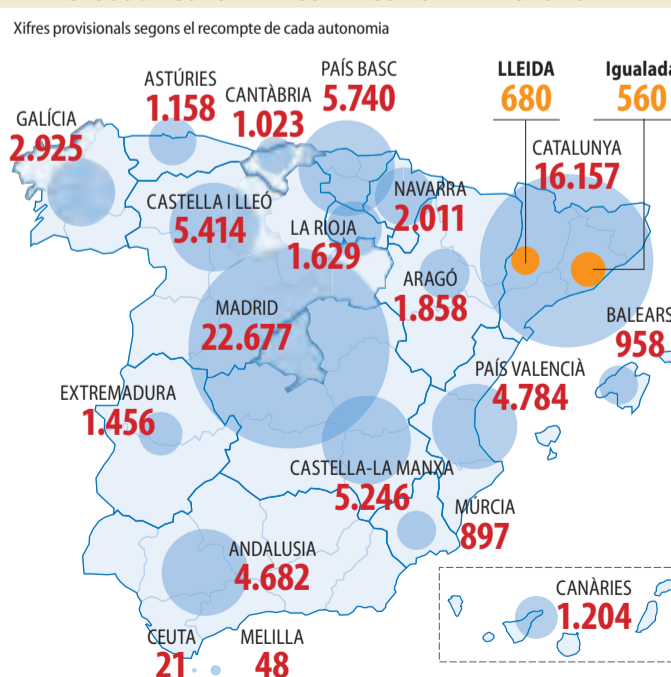 Xifres provisionals segons el recompte de cada autonomia
ASTÚRIES
1.158
CANTÀBRIA
1.023
PAÍS BASC
5.740
LLEIDA
680
Igualada
560
GALÍCIA
2.925
CATALUNYA
16.157
NAVARRA
2.011
CASTELLA I LLEÓ
5.414
LA RIOJA
1.629
ARAGÓ
1.858
MADRID
22.677
BALEARS
958
PAÍS VALENCIÀ
4.784
EXTREMADURA
1.456
CASTELLA-LA MANXA
5.246
MÚRCIA
897
ANDALUSIA
4.682
CANÀRIES
1.204
CEUTA
21
MELILLA
48